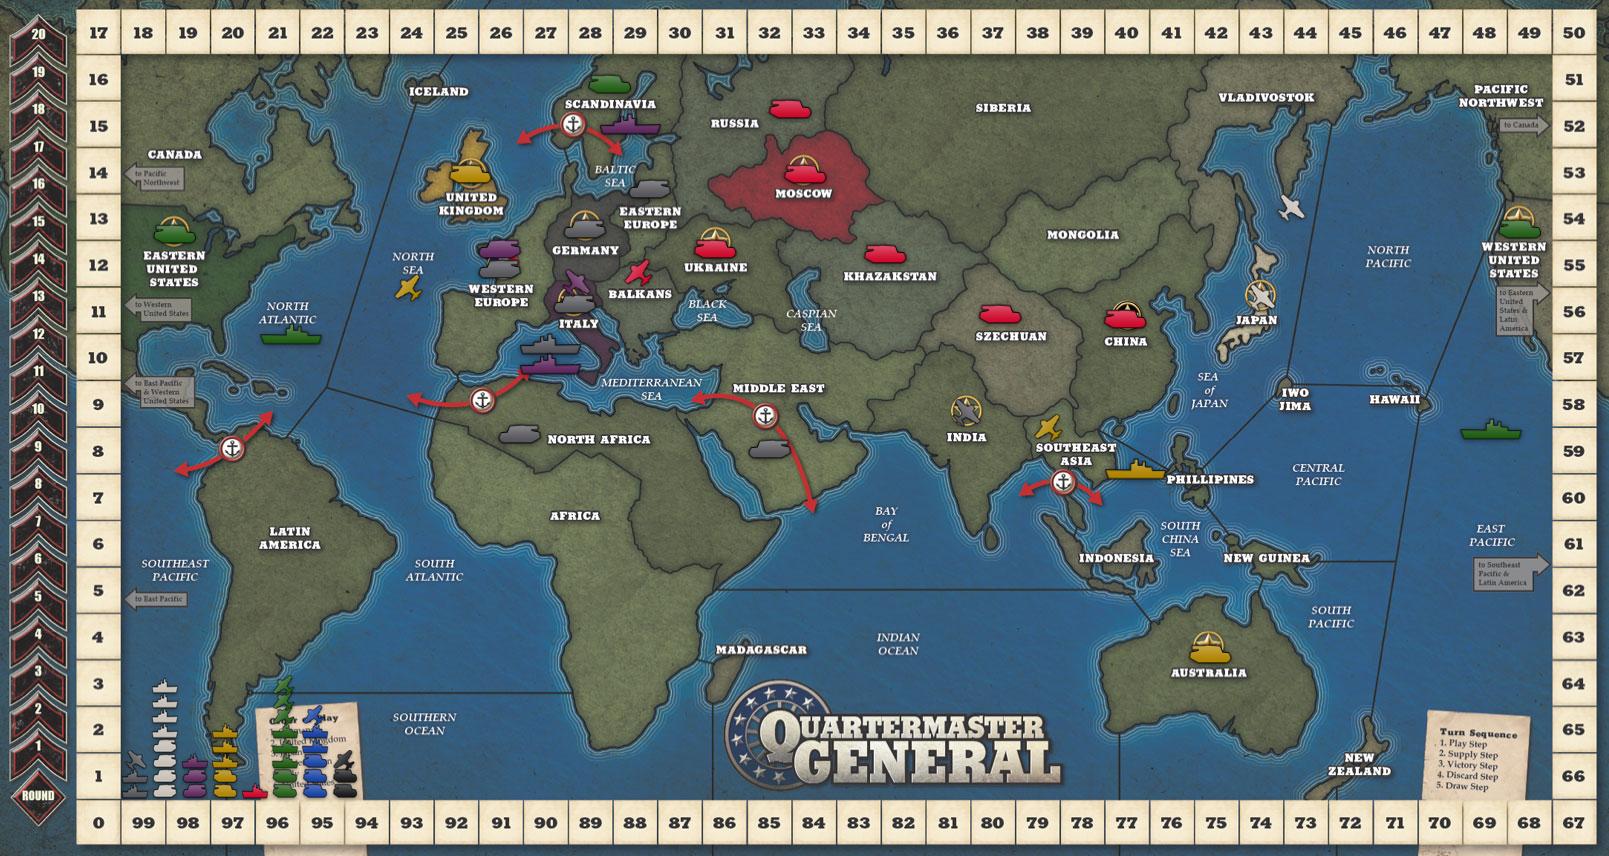 17 18 19 20 21 22 23 24 25 26 27 28 29 30 31 32 33 34 35 36 37 38 39 40 41 42 43 44 45 46 47 48 49 50
20
19
18
17
16
15
14
13
12
11
10
9
8
7
6
5
4
3
2
1
ROUND
16
15
14
13
12
11
10
9
8
7
6
5
4
3
2
1
ICELAND
SCANDINAVIA
RUSSIA
SIBERIA
VLADIVOSTOK
PACIFIC
NORTHWEST
to Canada
CANADA
to Pacific
Northwest
BALTIC
SEA
UNITED
KINGDOM
MOSCOW
EASTERN
EUROPE
GERMANY
MONGOLIA
EASTERN
UNITED
STATES
NORTH
SEA
WESTERN
EUROPE
BALKANS
UKRAINE
KHAZAKSTAN
NORTH
PACIFIC
WESTERN
UNITED
STATES
to Western
United States
NORTH
ATLANTIC
ITALY
BLACK
SEA
CASPIAN
SEA
SZECHUAN
CHINA
JAPAN
to Eastern
United
States &
Latin
America
to East Pacific
& Western
United States
MEDITERRANEAN
SEA
MIDDLE EAST
SEA
of
JAPAN
IWO
JIMA
HAWAII
NORTH AFRICA
INDIA
SOUTHEAST
ASIA
PHILLIPINES
CENTRAL
PACIFIC
AFRICA
BAY
of
BENGAL
LATIN
AMERICA
SOUTH
CHINA
SEA
EAST
PACIFIC
INDONESIA
NEW GUINEA
SOUTHEAST
PACIFIC
to East Pacific
SOUTH
ATLANTIC
to Southeast
Pacific &
Latin America
SOUTH
PACIFIC
INDIAN
OCEAN
MADAGASCAR
AUSTRALIA
SOUTHERN
OCEAN
QUARTERMASTER
GENERAL
NEW
ZEALAND
Turn Sequence
1. Play Step
2. Supply Step
3. Victory Step
4. Discard Step
5. Draw Step
51
52
53
54
55
56
57
58
59
60
61
62
63
64
65
66
0 99 98 97 96 95 94 93 92 91 90 89 88 87 86 85 84 83 82 81 80 79 78 77 76 75 74 73 72 71 70 69 68 67